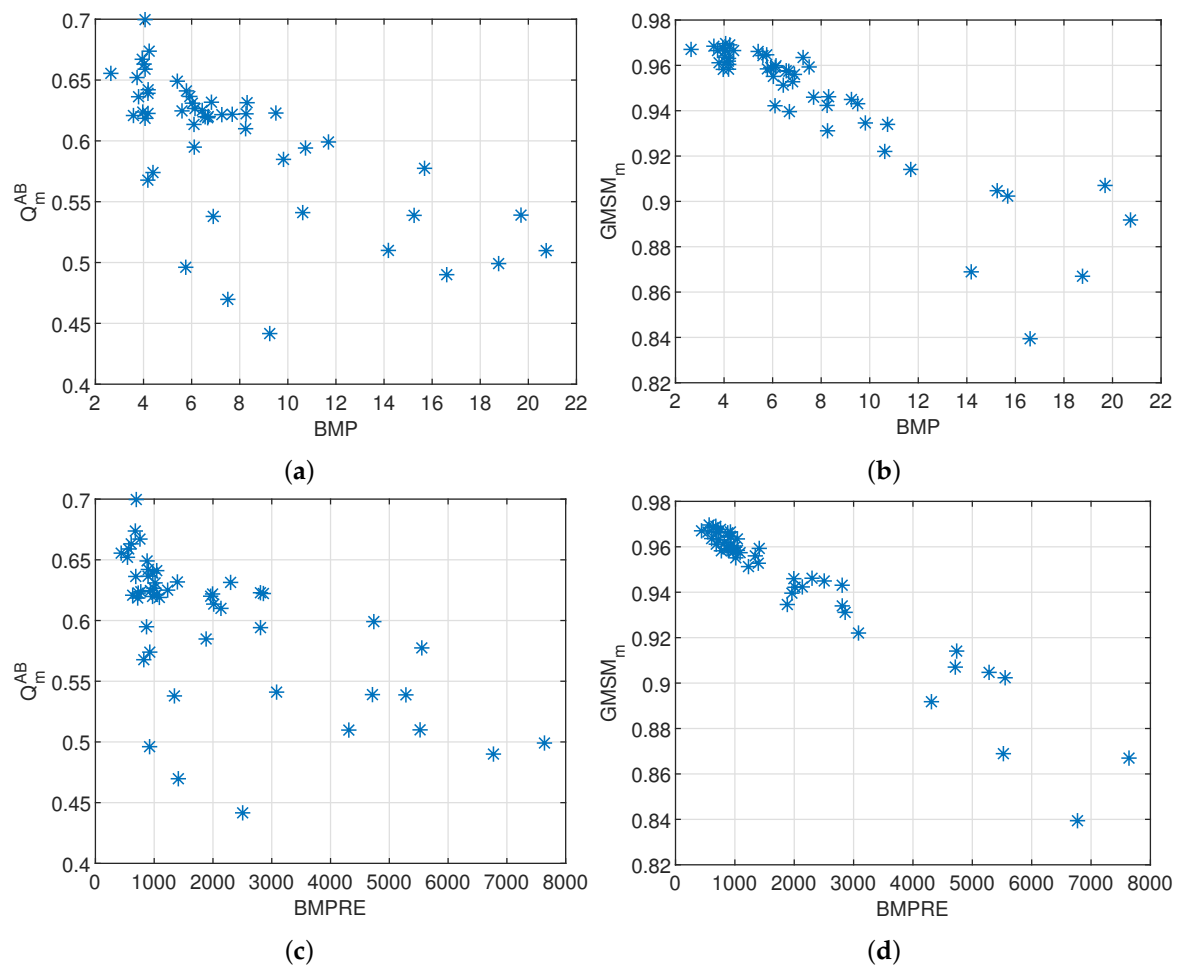 0.7
0.65
0.6
0.55
0.5
0.45
0.4
Q_m^AB
2 4 6 8 10 12 14 16 18 20 22
BMP
(a)
0.98
0.96
0.94
0.92
0.9
0.88
0.86
0.84
0.82
GMSM_m
2 4 6 8 10 12 14 16 18 20 22
BMP
(b)
0.7
0.65
0.6
0.55
0.5
0.45
0.4
Q_m^AB
0 1000 2000 3000 4000 5000 6000 7000 8000
BMPRE
(c)
0.98
0.96
0.94
0.92
0.9
0.88
0.86
0.84
0.82
GMSM_m
0 1000 2000 3000 4000 5000 6000 7000 8000
BMPRE
(d)